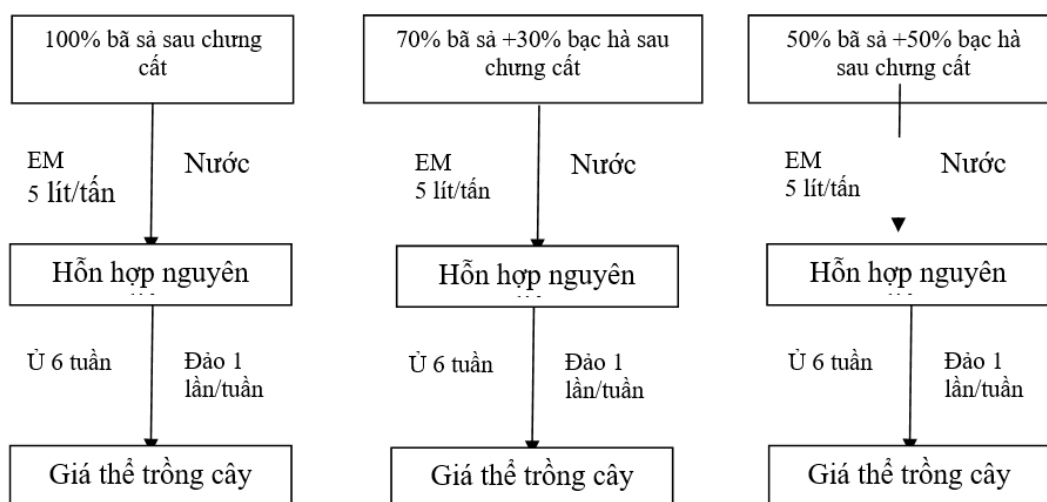 100% bã sả sau chưng
cất
EM
5 lít/tấn
Nước
Hỗn hợp nguyên
Ủ 6 tuần
Đảo 1
lần/tuần
Giá thể trồng cây
70% bã sả +30% bạc hà sau
chưng cất
EM
5 lít/tấn
Nước
Hỗn hợp nguyên
Ủ 6 tuần
Đảo 1
lần/tuần
Giá thể trồng cây
50% bã sả +50% bạc hà
sau chưng cất
EM
5 lít/tấn
Nước
Hỗn hợp nguyên
Ủ 6 tuần
Đảo 1
lần/tuần
Giá thể trồng cây